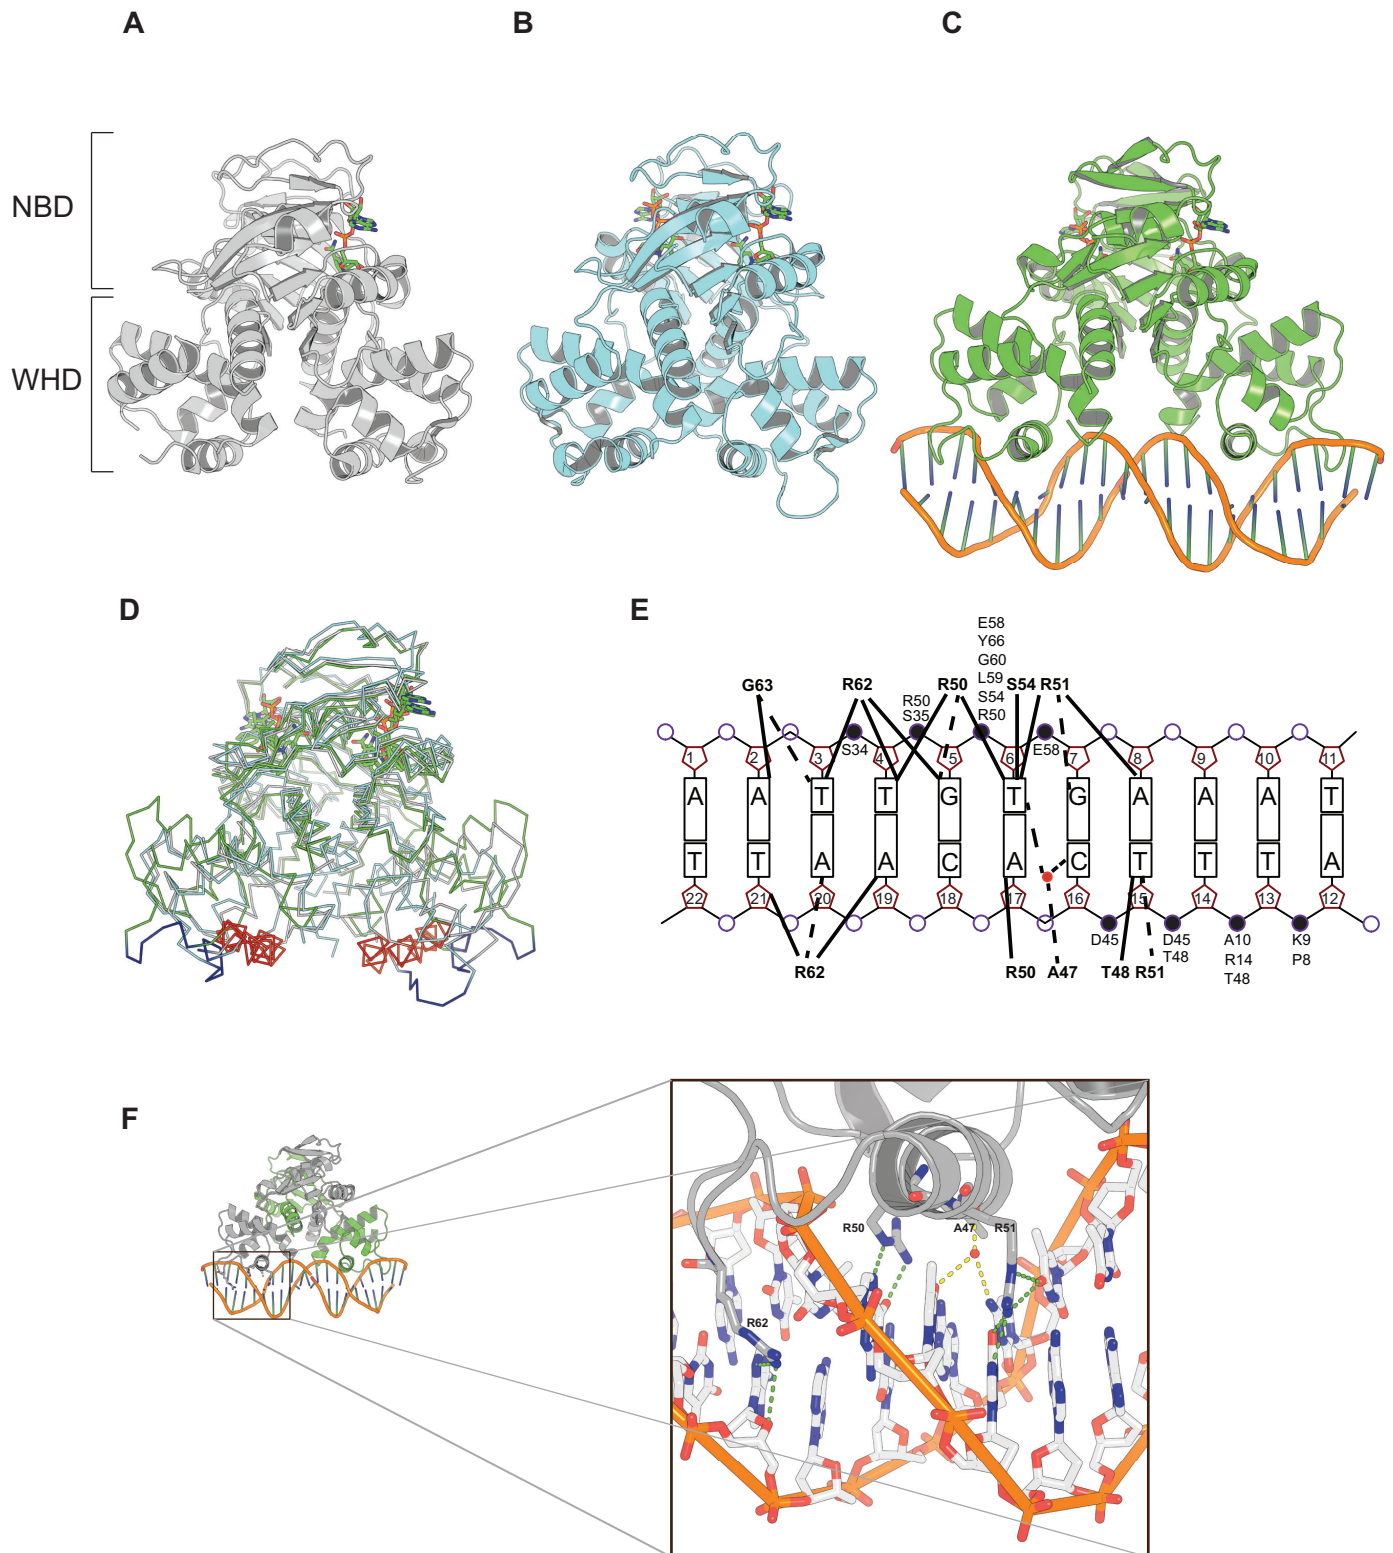 A
B
C
NBD
WHD
D
E
E58
Y66
G60
L59
S54
R50
G63
R62
R50
S54
R51
R50
S35
S34
E58
1 2 3 4 5 6 7 8 9 10 11
A A T T G T G A A A T
T T A A C A C T T T A
22 21 20 19 18 17 16 15 14 13 12
D45
D45
T48
A10
R14
T48
K9
P8
R62
R50
A47
T48
R51
F
R50
A47
R51
R62